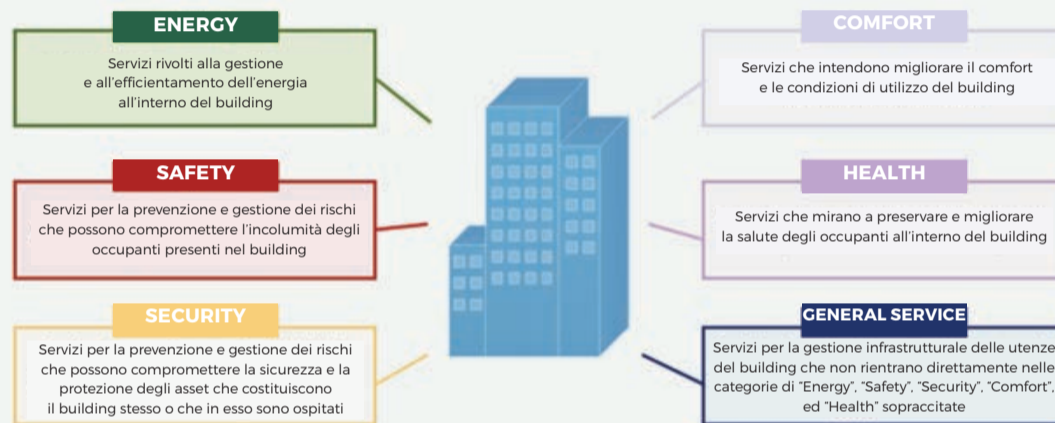 ENERGY
Servizi rivolti alla gestione
e all'efficientamento dell'energia
all'interno del building
SAFETY
Servizi per la prevenzione e gestione dei rischi
che possono compromettere l'incolumità degli
occupanti presenti nel building
SECURITY
Servizi per la prevenzione e gestione dei rischi
che possono compromettere la sicurezza e la
protezione degli asset che costituiscono
il building stesso o che in esso sono ospitati
COMFORT
Servizi che intendono migliorare il comfort
e le condizioni di utilizzo del building
HEALTH
Servizi che mirano a preservare e migliorare
la salute degli occupanti all'interno del building
GENERAL SERVICE
Servizi per la gestione infrastrutturale delle utenze
del building che non rientrano direttamente nelle
categorie di “Energy”, “Safety”, “Security”, “Comfort”,
ed “Health” sopraccitate